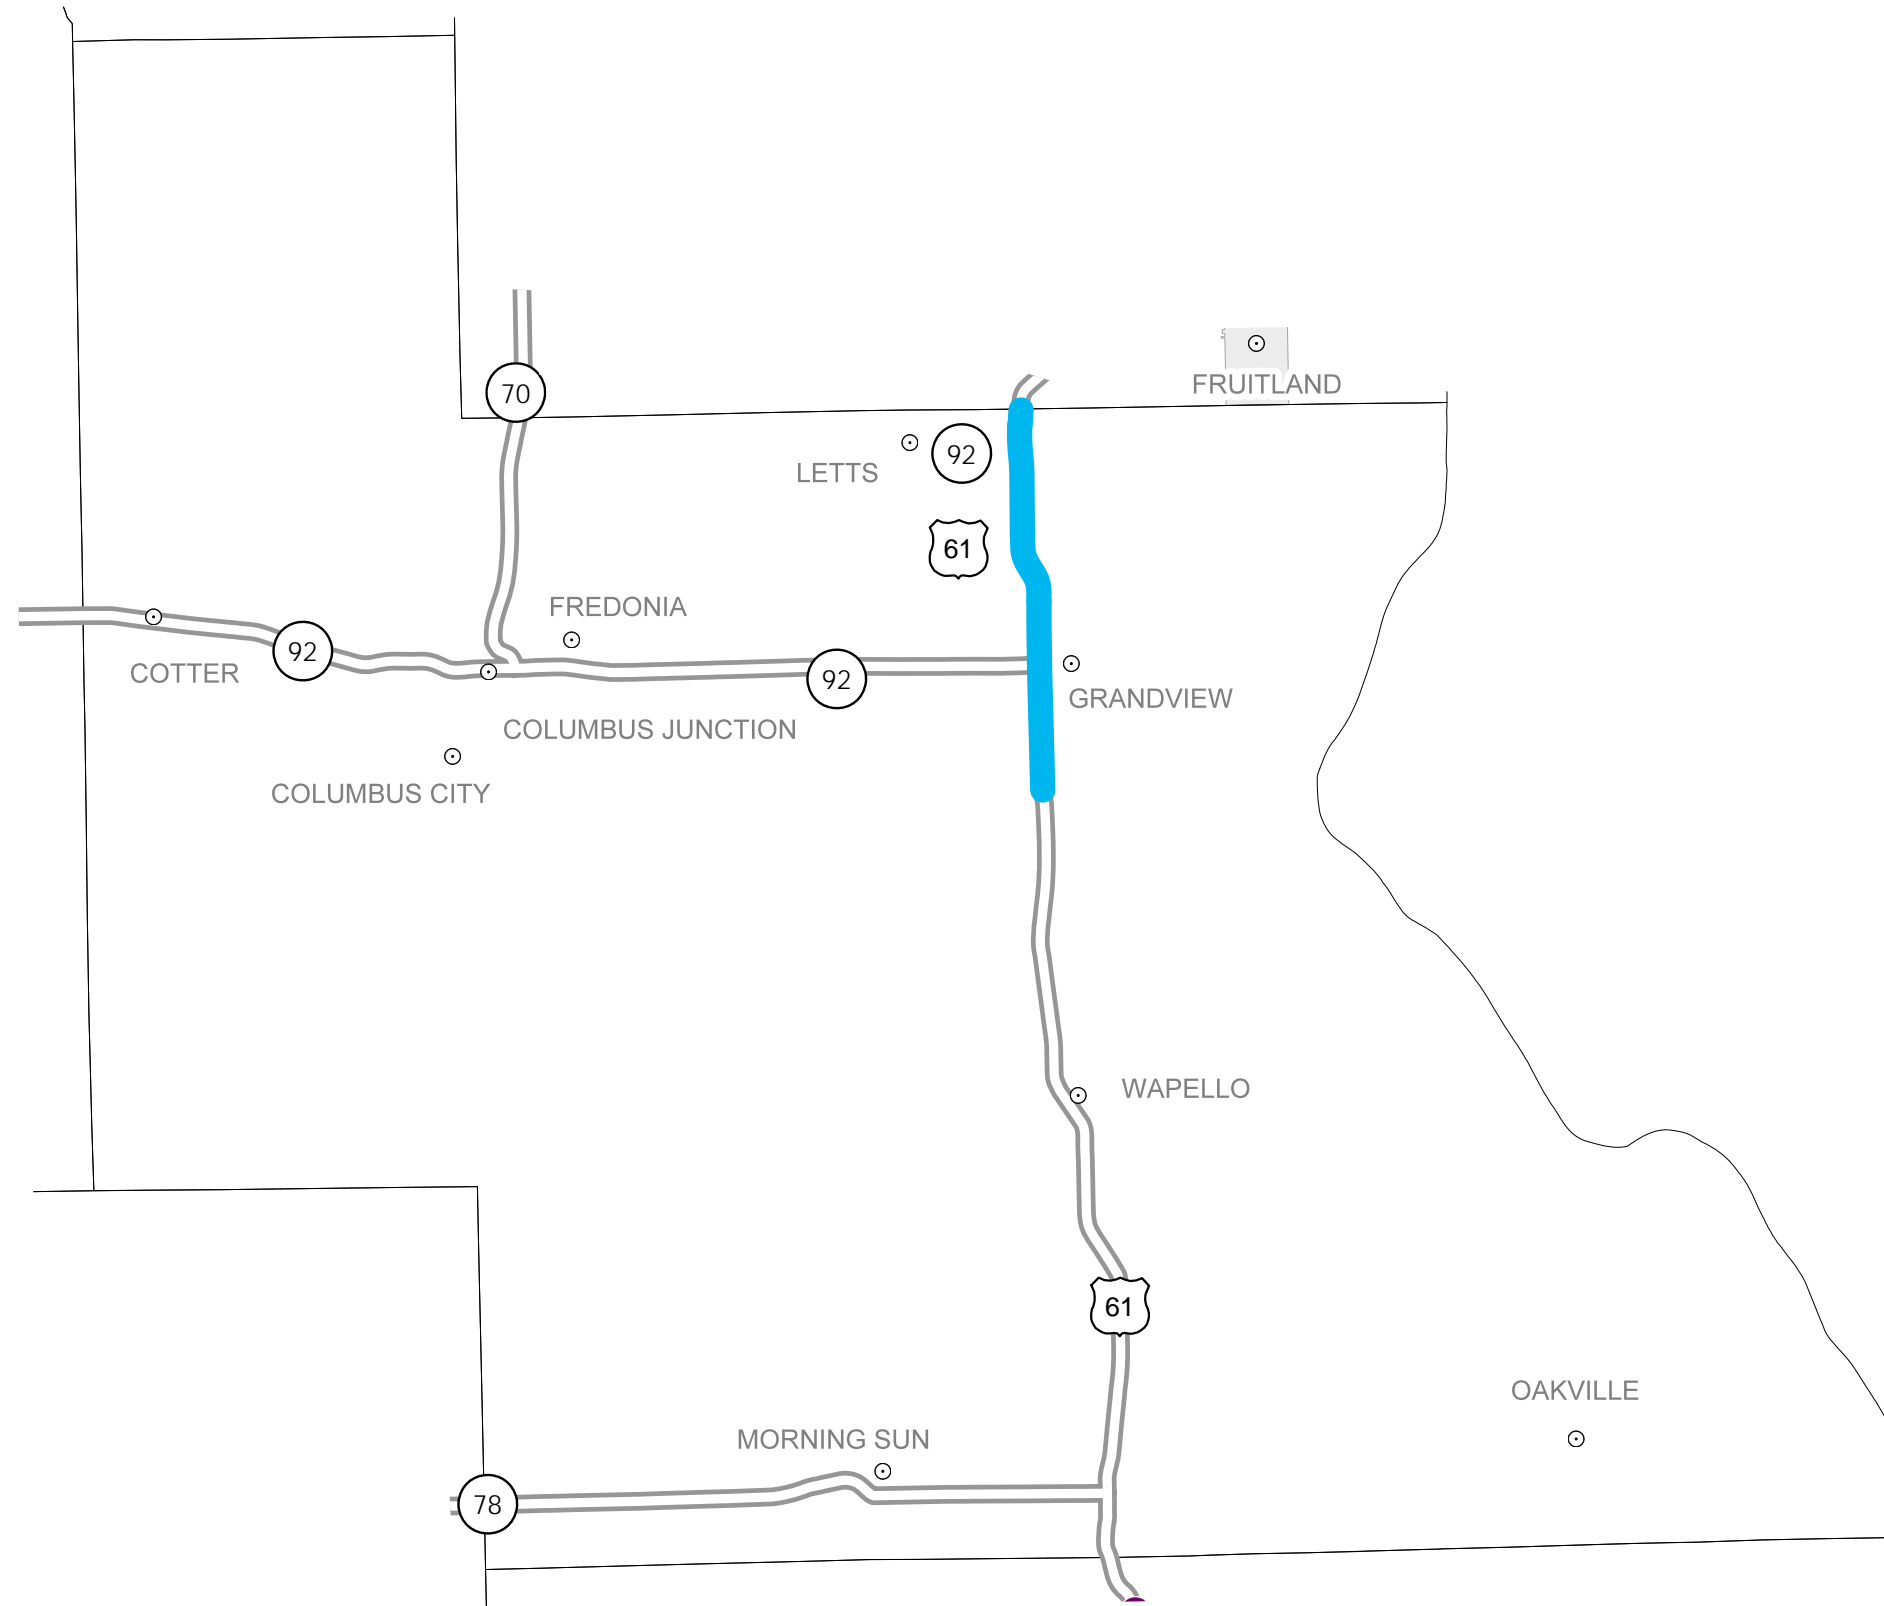 70
FRUITLAND
92
LETTS
61
FREDONIA
92
COTTER
92
GRANDVIEW
COLUMBUS JUNCTION
COLUMBUS CITY
WAPELLO
61
OAKVILLE
MORNING SUN
78